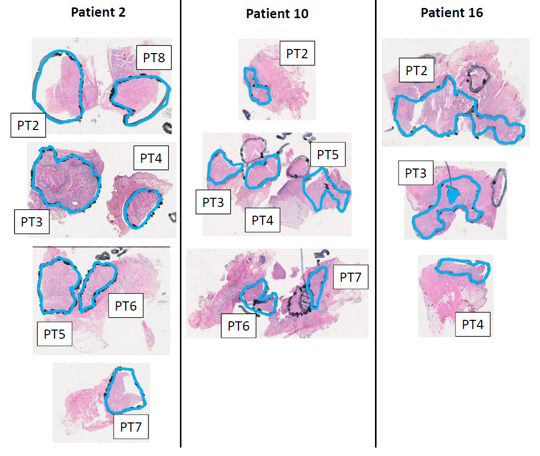 Patient 2
PT8
PT2
PT4
PT3
PT5
PT6
PT7
Patient 10
PT2
PT5
PT3
PT4
PT7
PT6
Patient 16
PT2
PT3
PT4